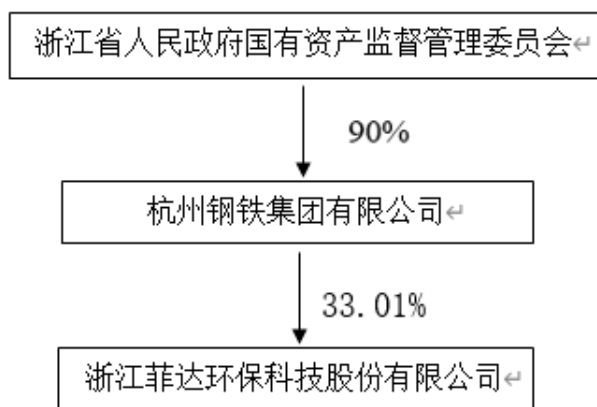 浙江省人民政府国有资产监督管理委员会↵
90%
杭州钢铁集团有限公司↵
33.01%
浙江菲达环保科技股份有限公司↵